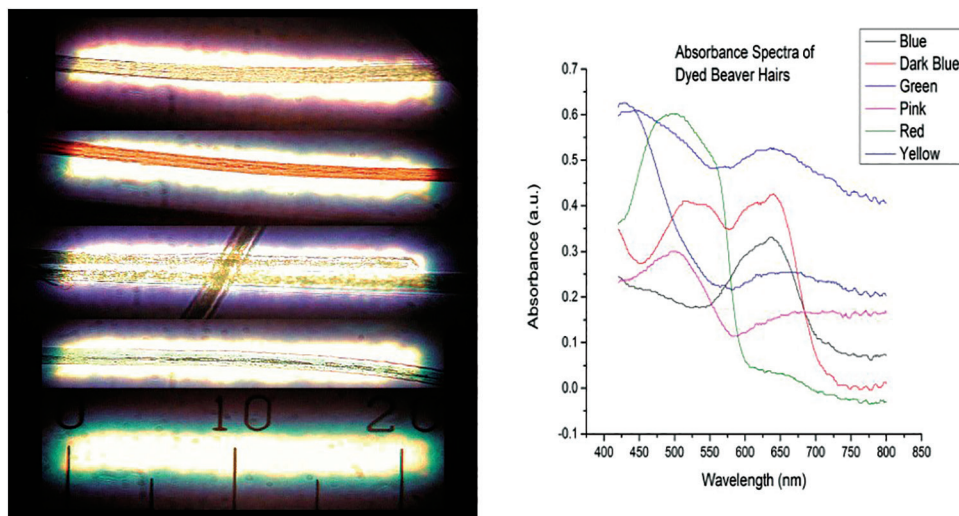 0 10 20
Absorbance Spectra of
Dyed Beaver Hairs
Blue
Dark Blue
Green
Pink
Red
Yellow
Absorbance (a.u.)
0.7
0.6
0.5
0.4
0.3
0.2
0.1
0.0
-0.1
400 450 500 550 600 650 700 750 800 850
Wavelength (nm)